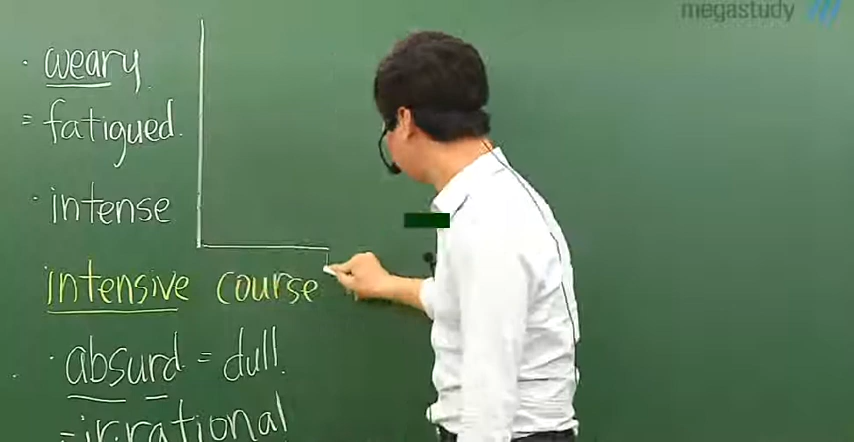 megastudy
· weary
= fatigued.
· intense
intensive course
· absurd = dull.
= irrational